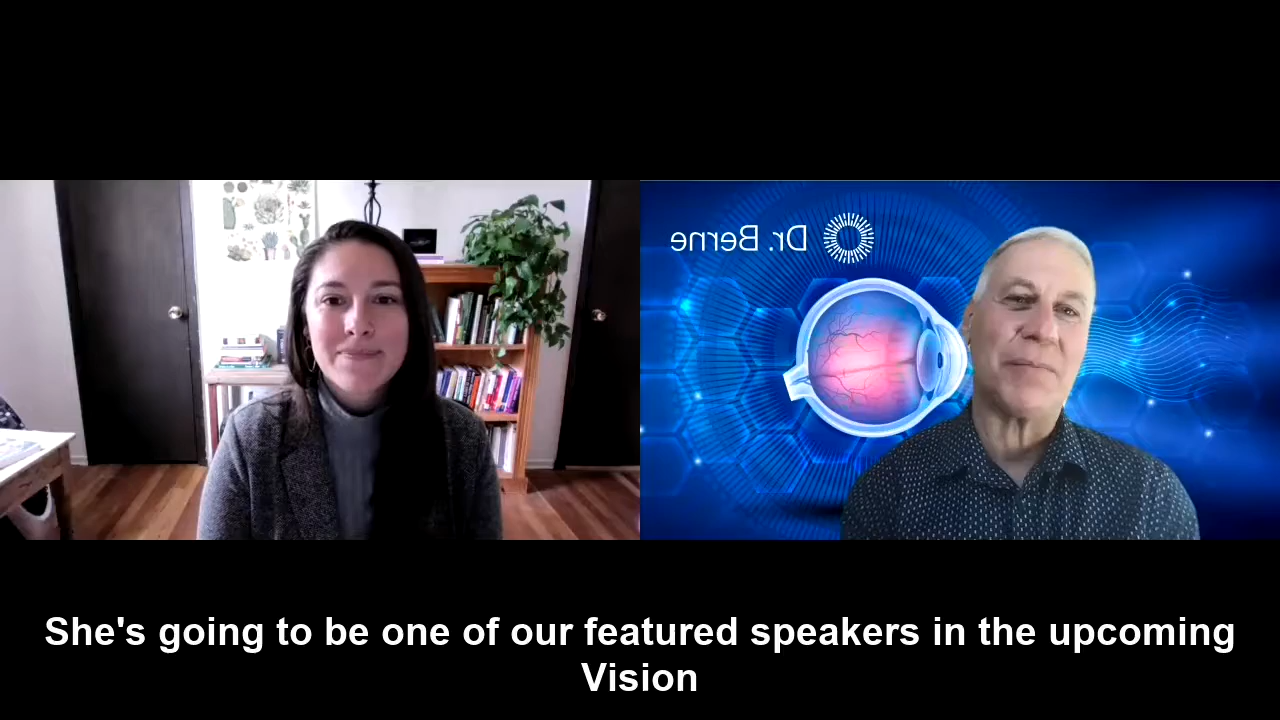 Dr. Berne
She's going to be one of our featured speakers in the upcoming
Vision